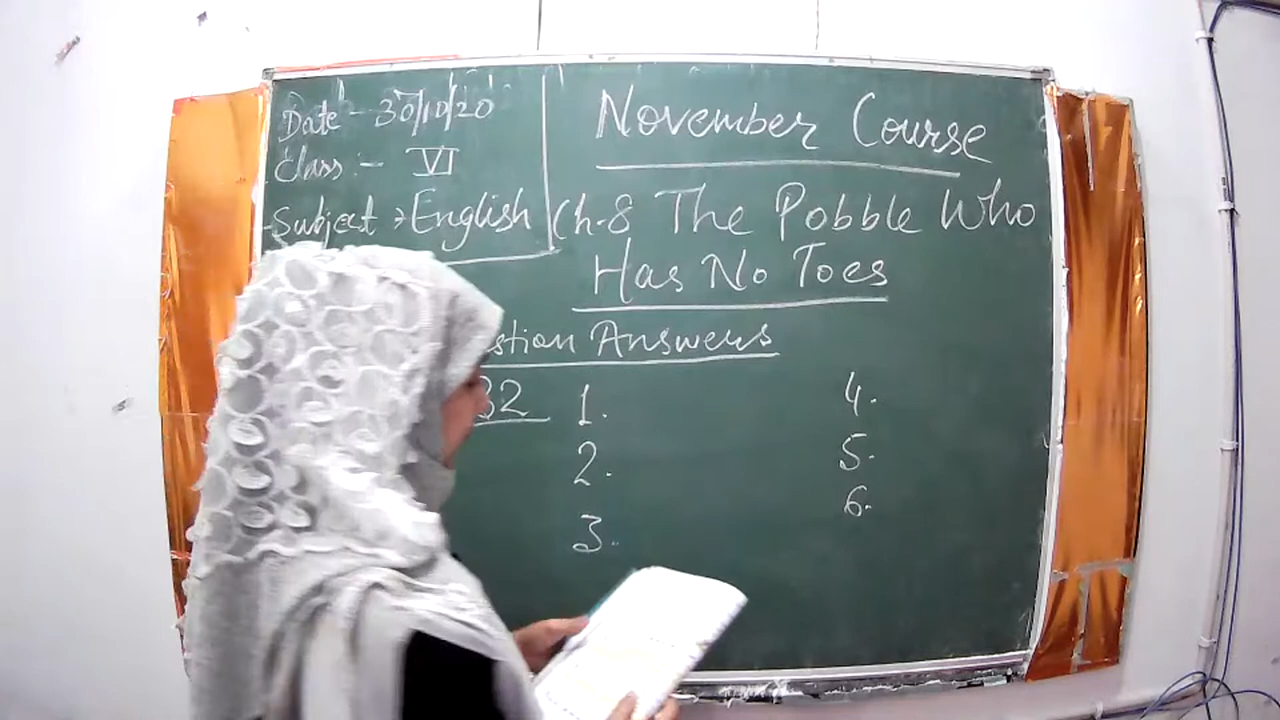 Date - 30/10/20
Class :- VI
Subject → English
November Course
Ch-8 The Pobble Who
Has No Toes
stion Answers
32
1.
2.
3.
4.
5.
6.